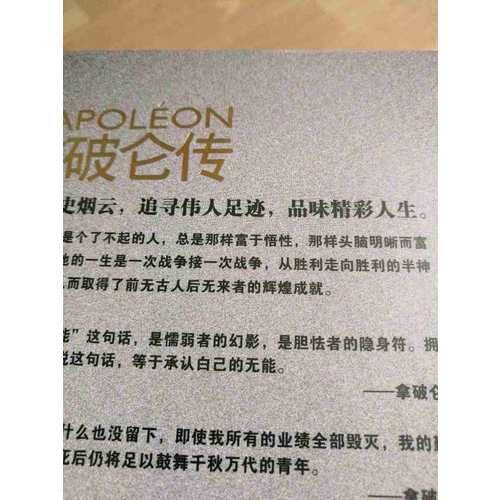 APOLÉON
破仑传
史烟云，追寻伟人足迹，品味精彩人生。
是个了不起的人，总是那样富于悟性，那样头脑明晰而富
他的一生是一次战争接一次战争，从胜利走向胜利的半神
而取得了前无古人后无来者的辉煌成就。
能”这句话，是懦弱者的幻影，是胆怯者的隐身符。拥
说这句话，等于承认白己的无能。
——拿破仑
什么也没留下，即使我所有的业绩全部毁灭，我的勤
死后仍将足以鼓舞千秋万代的青年。
——拿破